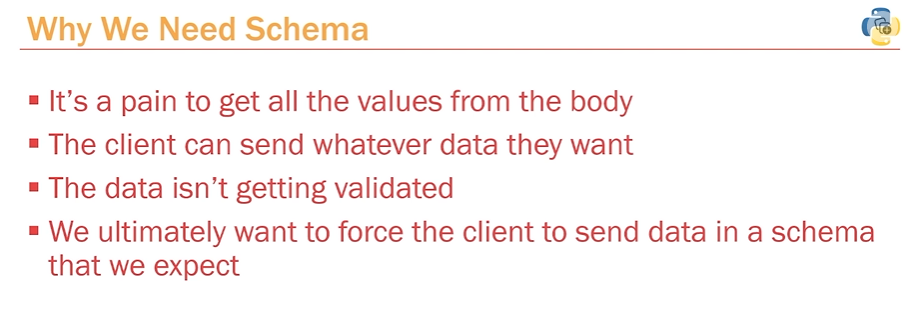 Why We Need Schema
▪ It's a pain to get all the values from the body
▪ The client can send whatever data they want
▪ The data isn't getting validated
▪ We ultimately want to force the client to send data in a schema
that we expect